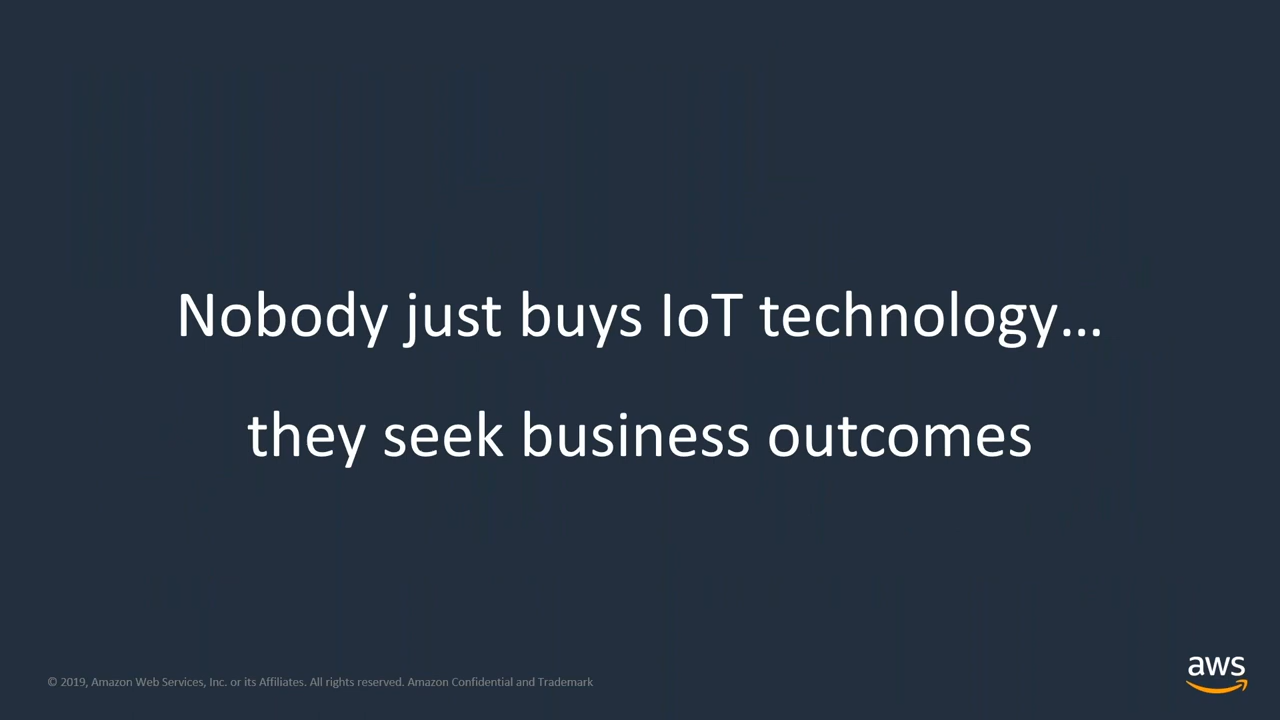 Nobody just buys IoT technology...
they seek business outcomes
© 2019, Amazon Web Services, Inc. or its Affiliates. All rights reserved. Amazon Confidential and Trademark
aws